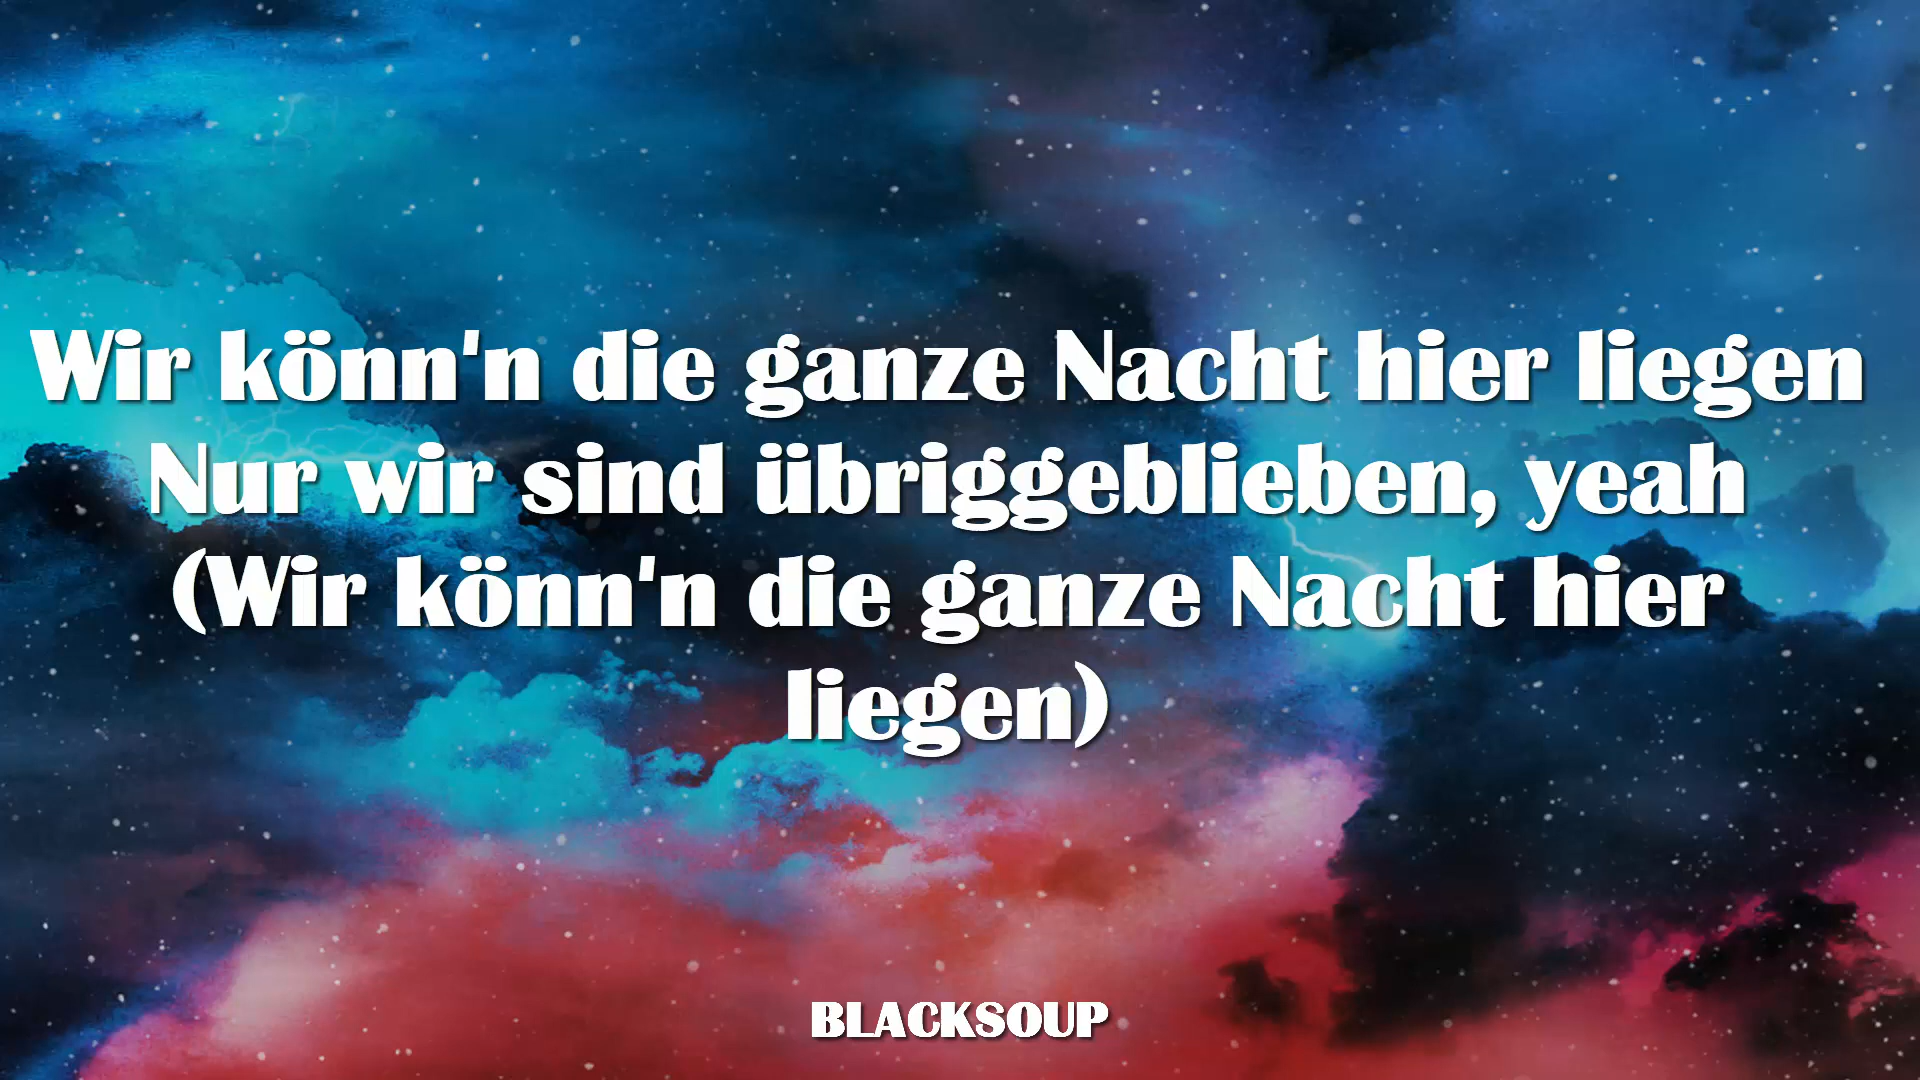 Wir könn'n die ganze Nacht hier liegen
Nur wir sind übriggeblieben, yeah
(Wir könn'n die ganze Nacht hier
liegen)
BLACKSOUP